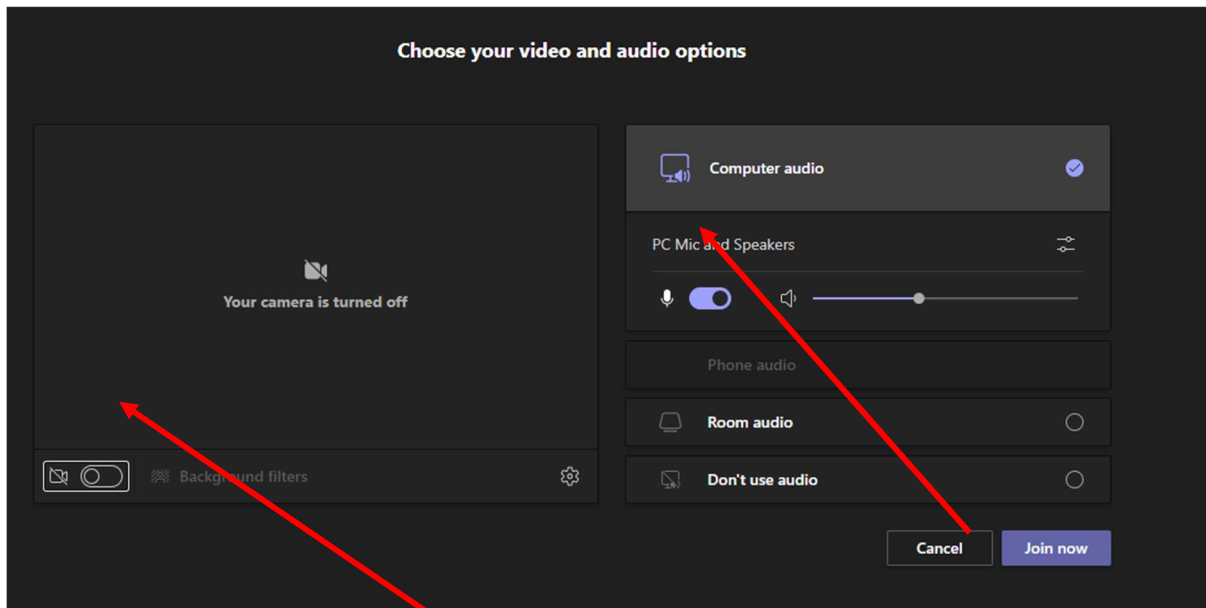 Choose your video and audio options
Your camera is turned off
Background filters
Computer audio
PC Mic and Speakers
Phone audio
Room audio
Don't use audio
Cancel
Join now